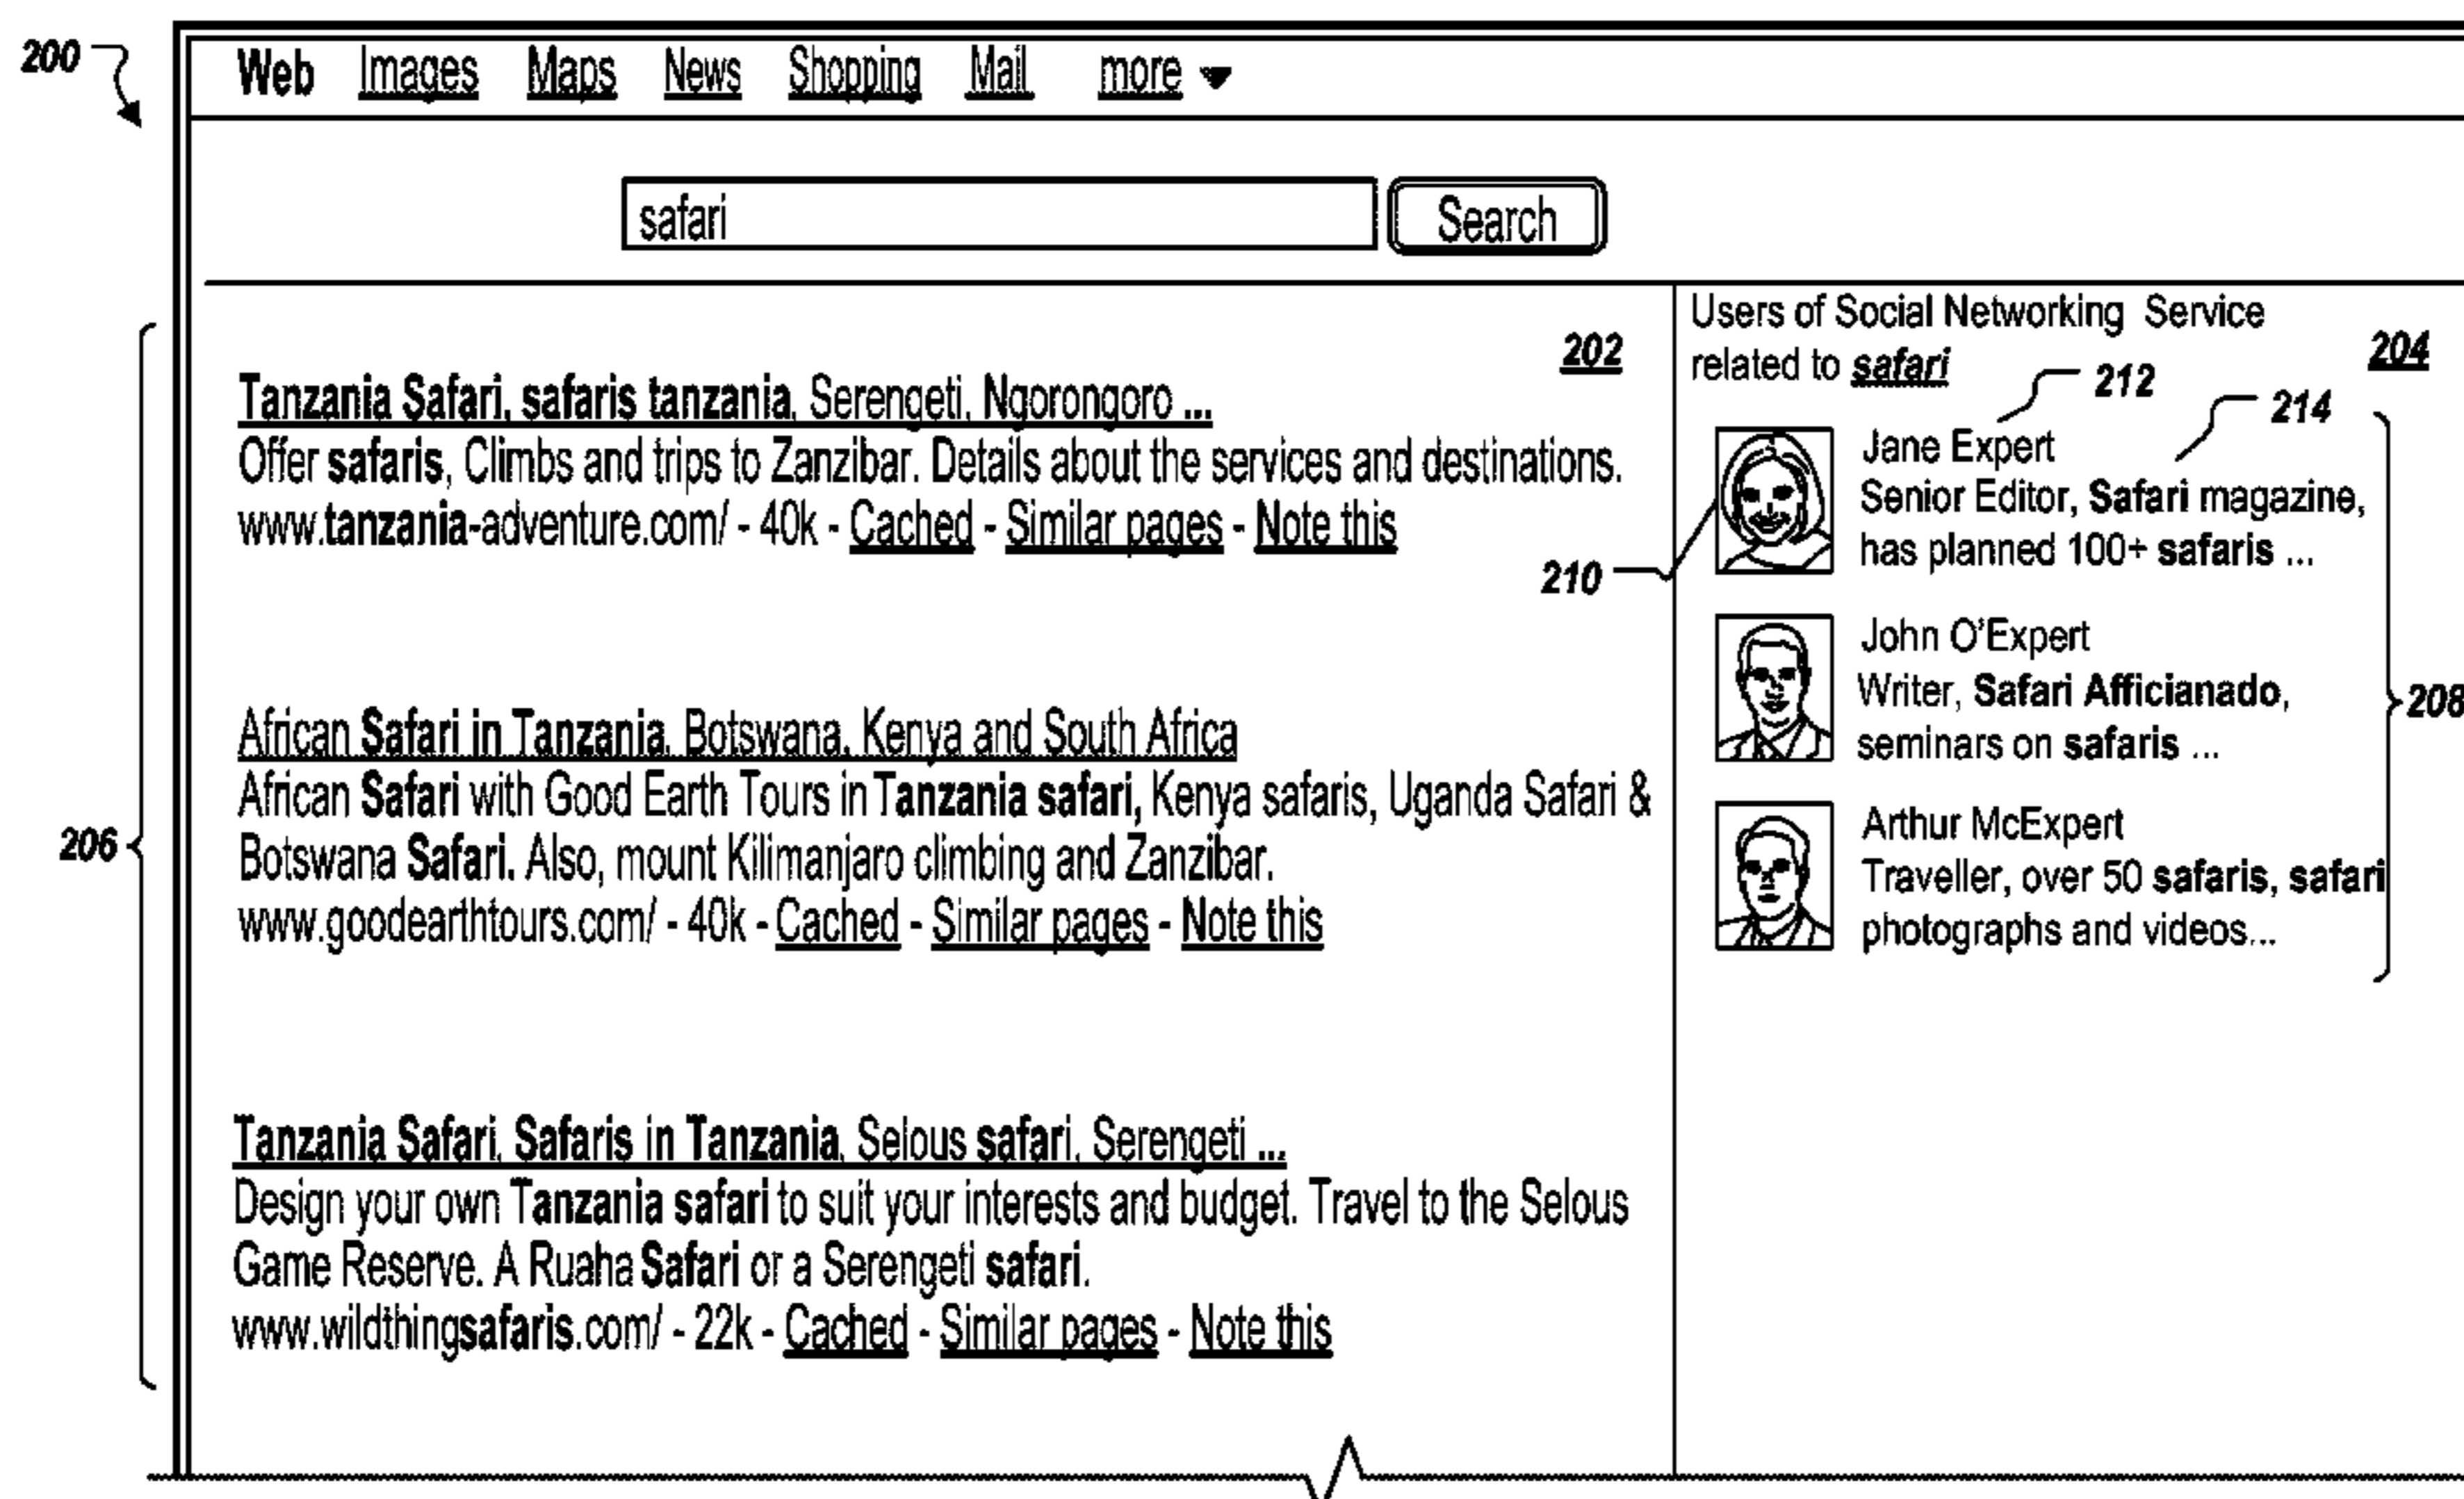 200
Web Images Maps News Shopping Mail more
safari Search
202
Tanzania Safari, safaris tanzania, Serengeti, Ngorongoro ...
Offer safaris, Climbs and trips to Zanzibar. Details about the services and destinations.
www.tanzania-adventure.com/ - 40k - Cached - Similar pages - Note this
206
African Safari in Tanzania, Botswana, Kenya and South Africa
African Safari with Good Earth Tours in Tanzania safari, Kenya safaris, Uganda Safari &
Botswana Safari. Also, mount Kilimanjaro climbing and Zanzibar.
www.goodearthtours.com/ - 40k - Cached - Similar pages - Note this
Tanzania Safari, Safaris in Tanzania, Selous safari, Serengeti ...
Design your own Tanzania safari to suit your interests and budget. Travel to the Selous
Game Reserve. A Ruaha Safari or a Serengeti safari.
www.wildthingsafaris.com/ - 22k - Cached - Similar pages - Note this
Users of Social Networking Service
related to safari
204
212
214
210
Jane Expert
Senior Editor, Safari magazine,
has planned 100+ safaris ...
John O'Expert
Writer, Safari Afficianado,
seminars on safaris ...
208
Arthur McExpert
Traveller, over 50 safaris, safari
photographs and videos...